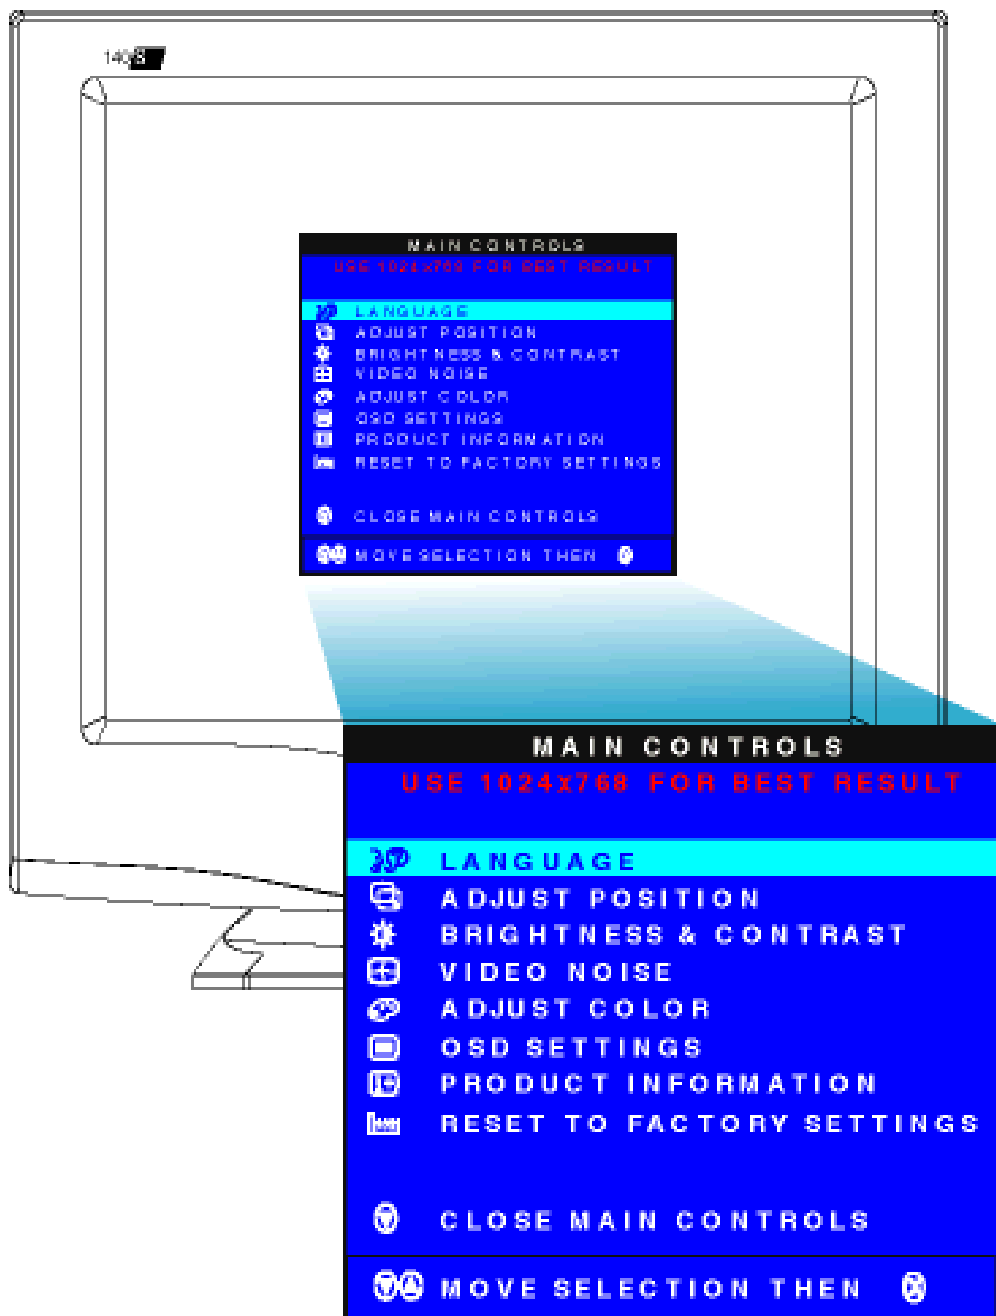 140S
MAIN CONTROLS
USE 1024x768 FOR BEST RESULT
LANGUAGE
ADJUST POSITION
BRIGHTNESS & CONTRAST
VIDEO NOISE
ADJUST COLOR
OSD SETTINGS
PRODUCT INFORMATION
RESET TO FACTORY SETTINGS
CLOSE MAIN CONTROLS
MOVE SELECTION THEN
MAIN CONTROLS
USE 1024X768 FOR BEST RESULT
LANGUAGE
ADJUST POSITION
BRIGHTNESS & CONTRAST
VIDEO NOISE
ADJUST COLOR
OSD SETTINGS
PRODUCT INFORMATION
RESET TO FACTORY SETTINGS
CLOSE MAIN CONTROLS
MOVE SELECTION THEN